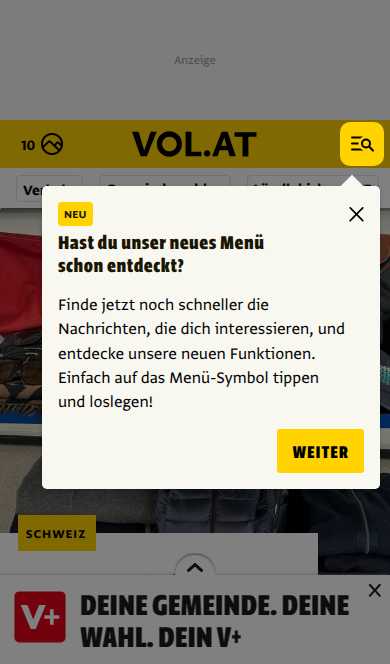 Anzeige
10
VOL.AT
NEU
Hast du unser neues Menü
schon entdeckt?
Finde jetzt noch schneller die
Nachrichten, die dich interessieren, und
entdecke unsere neuen Funktionen.
Einfach auf das Menü-Symbol tippen
und loslegen!
WEITER
SCHWEIZ
V+
DEINE GEMEINDE. DEINE
WAHL. DEIN V+